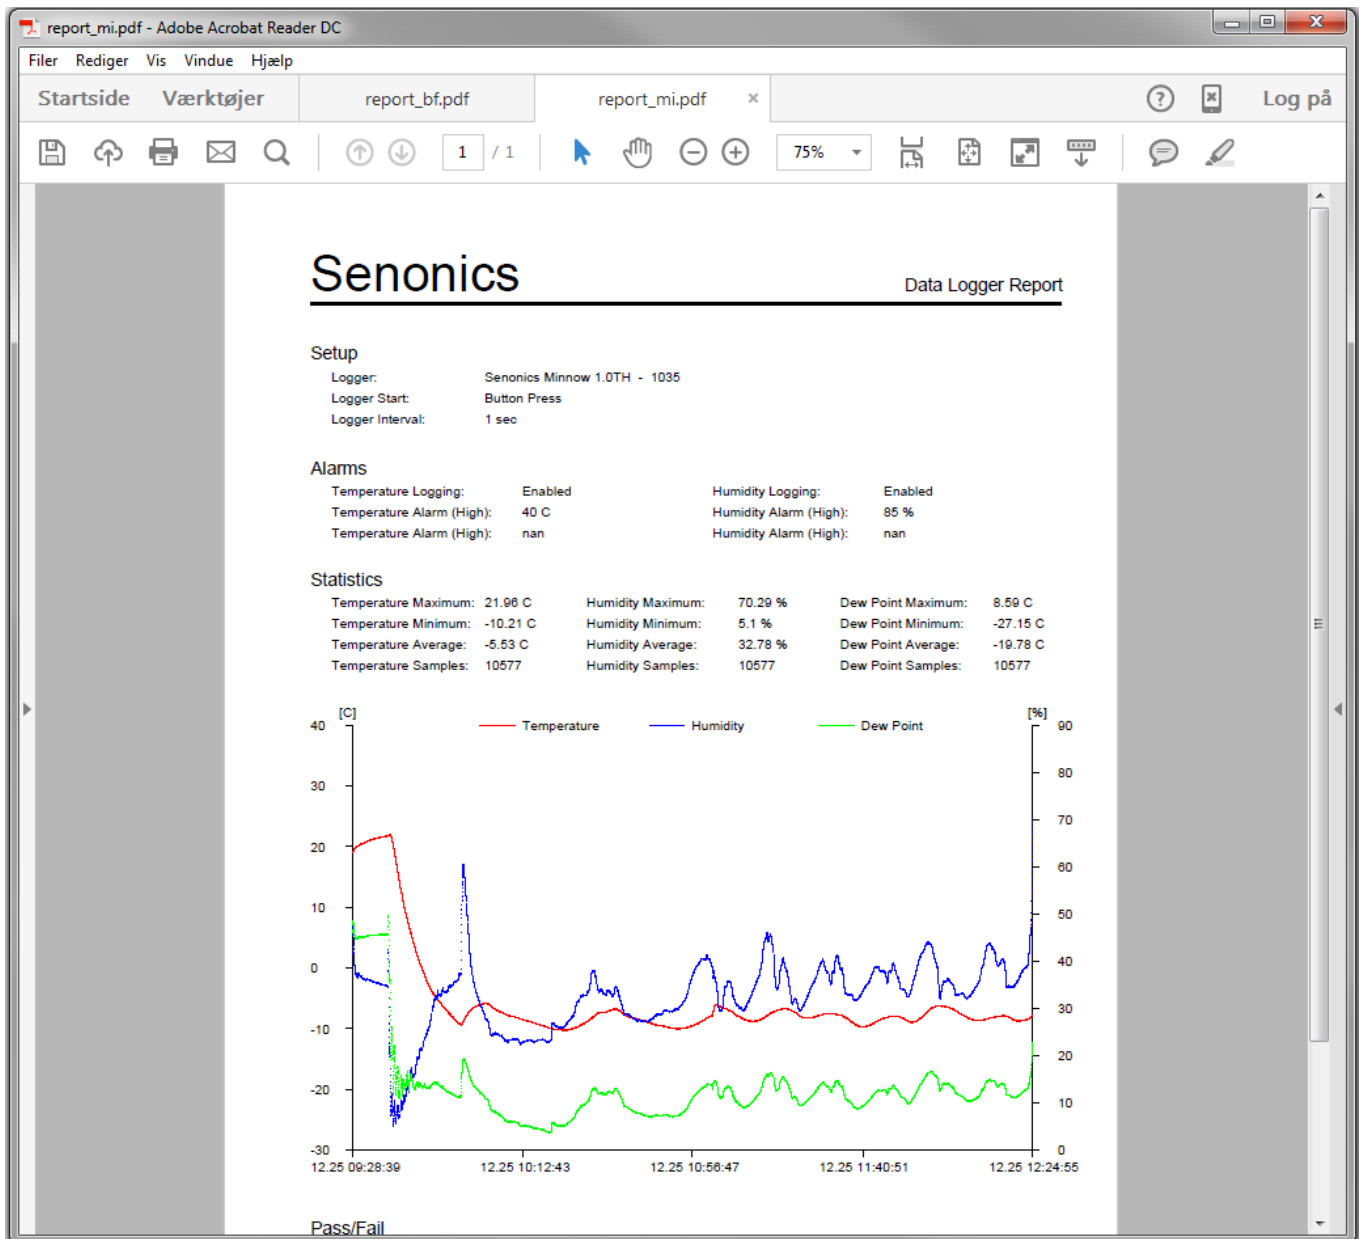 report_mi.pdf - Adobe Acrobat Reader DC
Filer Rediger Vis Vindue Hjælp
Startside Værktøjer report_bf.pdf report_mi.pdf × Log på
1 / 1 75%
Senonics Data Logger Report
Setup
Logger: Senonics Minnow 1.0TH - 1035
Logger Start: Button Press
Logger Interval: 1 sec
Alarms
Temperature Logging: Enabled Humidity Logging: Enabled
Temperature Alarm (High): 40 C Humidity Alarm (High): 85 %
Temperature Alarm (High): nan Humidity Alarm (High): nan
Statistics
Temperature Maximum: 21.96 C Humidity Maximum: 70.29 % Dew Point Maximum: 8.59 C
Temperature Minimum: -10.21 C Humidity Minimum: 5.1 % Dew Point Minimum: -27.15 C
Temperature Average: -5.53 C Humidity Average: 32.78 % Dew Point Average: -19.78 C
Temperature Samples: 10577 Humidity Samples: 10577 Dew Point Samples: 10577
[C] [%]
40 Temperature Humidity Dew Point 90
80
30
70
20
60
10
50
0 40
30
-10
20
-20
10
-30 0
12.25 09:28:39 12.25 10:12:43 12.25 10:56:47 12.25 11:40:51 12.25 12:24:55
Pass/Fail